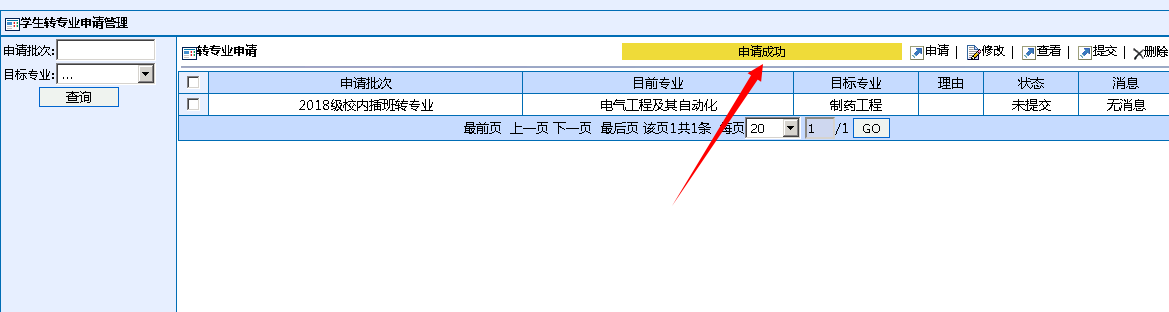 学生转专业申请管理
申请批次:
目标专业: ...
查询
转专业申请 申请成功 申请 | 修改 | 查看 | 提交 | 删除
申请批次 目前专业 目标专业 理由 状态 消息
2018级校内插班转专业 电气工程及其自动化 制药工程 未提交 无消息
最前页 上一页 下一页 最后页 该页1共1条 每页 20 1 /1 GO